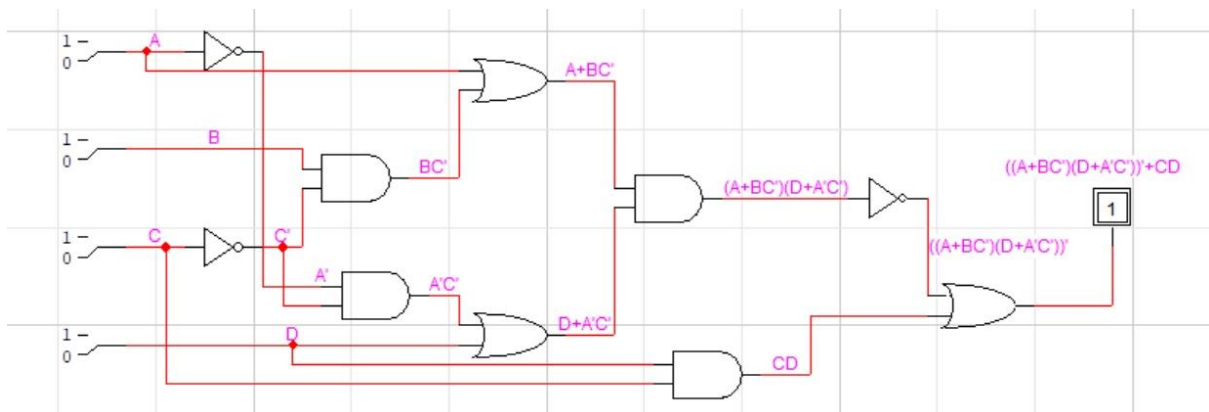 1
0
A
A+BC'
1
0
B
BC'
((A+BC')(D+A'C'))'+CD
(A+BC')(D+A'C')
1
1
0
C
C'
((A+BC')(D+A'C'))'
A'
A'C'
1
0
D
D+A'C'
CD